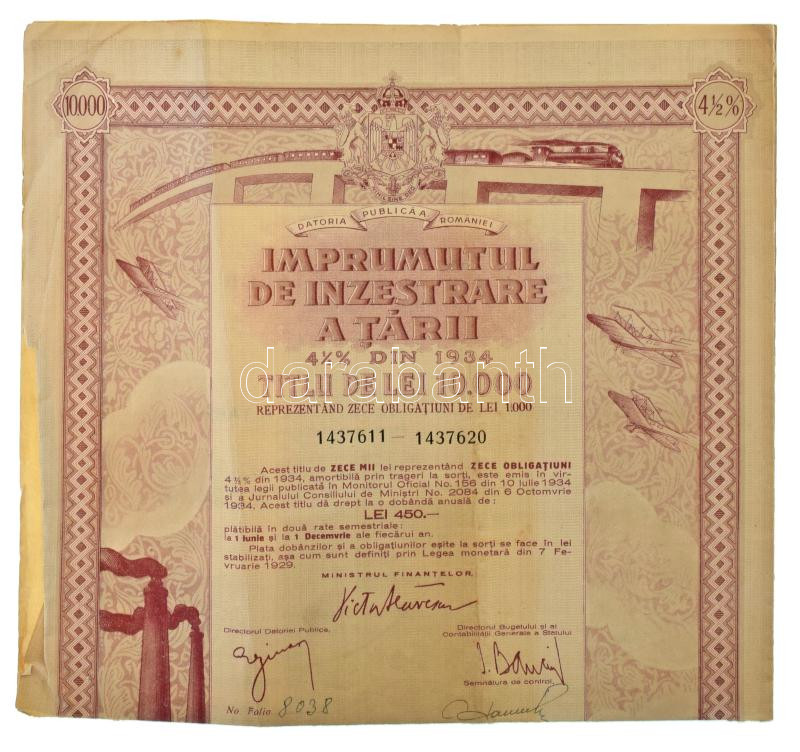 10.000
4½%
NIHIL SINE DEO
DATORIA PUBLICĂ A ROMANIEI
IMPRUMUTUL
DE INZESTRARE
A ȚĂRII
4½% DIN 1934
darabanth
TITLU DE LEI 10.000
REPREZENTÂND ZECE OBLIGAȚIUNI DE LEI 1.000
1437611 — 1437620
Acest titlu de ZECE MII lei reprezentând ZECE OBLIGAȚIUNI
4½% din 1934, amortibilă prin trageri la sorți, este emis în vir-
tutea legii publicată în Monitorul Oficial No. 156 din 10 Iulie 1934
și a Jurnalului Consiliului de Miniștri No. 2084 din 6 Octomvrie
1934. Acest titlu dă drept la o dobândă anuală de :
LEI 450.—
plătibilă în două rate semestriale :
la 1 Iunie și la 1 Decemvrie ale fiecărui an.
Plata dobânzilor și a obligațiunilor eșite la sorți se face în lei
stabilizați, așa cum sunt definiți prin Legea monetară din 7 Fe-
vruarie 1929.
MINISTRUL FINANȚELOR,
Directorul Datoriei Publice,
Directorul Bugetului și al
Contabilității Generale a Statului
Semnătura de control,
No. Folio 8038